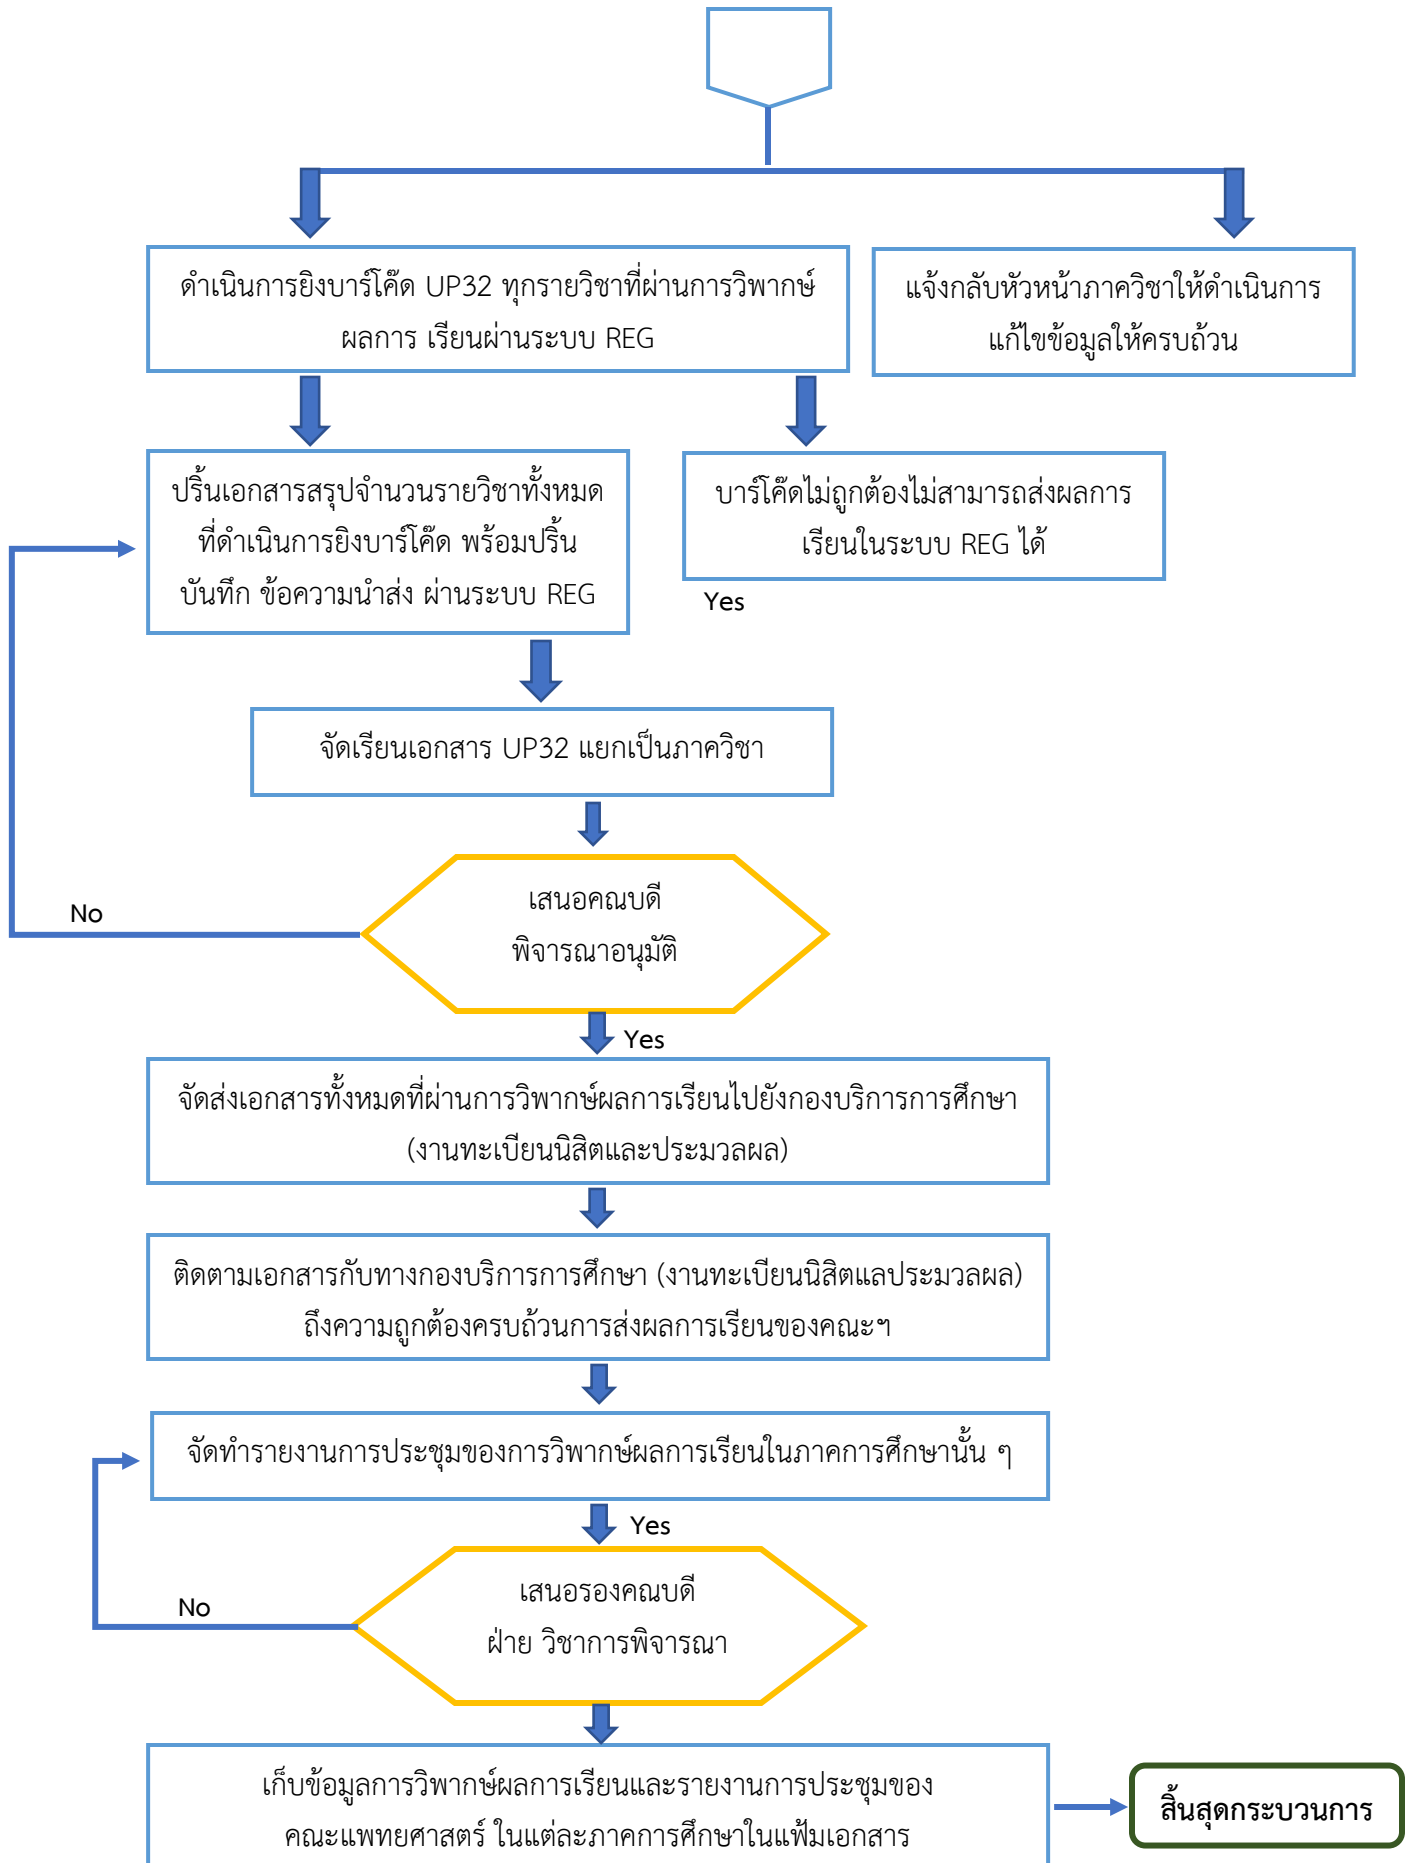 ดำเนินการยิงบาร์โค๊ด UP32 ทุกรายวิชาที่ผ่านการวิพากษ์
ผลการ เรียนผ่านระบบ REG
แจ้งกลับหัวหน้าภาควิชาให้ดำเนินการ
แก้ไขข้อมูลให้ครบถ้วน
ปริ้นเอกสารสรุปจำนวนรายวิชาทั้งหมด
ที่ดำเนินการยิงบาร์โค๊ด พร้อมปริ้น
บันทึก ข้อความนำส่ง ผ่านระบบ REG
บาร์โค๊ดไม่ถูกต้องไม่สามารถส่งผลการ
เรียนในระบบ REG ได้
Yes
จัดเรียนเอกสาร UP32 แยกเป็นภาควิชา
เสนอคณบดี
พิจารณาอนุมัติ
No
Yes
จัดส่งเอกสารทั้งหมดที่ผ่านการวิพากษ์ผลการเรียนไปยังกองบริการการศึกษา
(งานทะเบียนนิสิตและประมวลผล)
ติดตามเอกสารกับทางกองบริการการศึกษา (งานทะเบียนนิสิตแลประมวลผล)
ถึงความถูกต้องครบถ้วนการส่งผลการเรียนของคณะฯ
จัดทำรายงานการประชุมของการวิพากษ์ผลการเรียนในภาคการศึกษานั้น ๆ
Yes
เสนอรองคณบดี
ฝ่าย วิชาการพิจารณา
No
เก็บข้อมูลการวิพากษ์ผลการเรียนและรายงานการประชุมของ
คณะแพทยศาสตร์ ในแต่ละภาคการศึกษาในแฟ้มเอกสาร
สิ้นสุดกระบวนการ